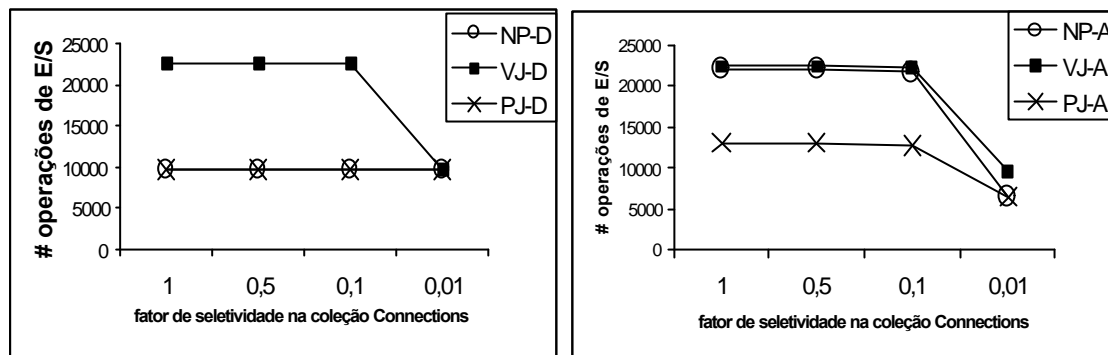 # operações de E/S
25000
20000
15000
10000
5000
0
1 0,5 0,1 0,01
fator de seletividade na coleção Connections
NP-D
VJ-D
PJ-D
# operações de E/S
25000
20000
15000
10000
5000
0
1 0,5 0,1 0,01
fator de seletividade na coleção Connections
NP-A
VJ-A
PJ-A